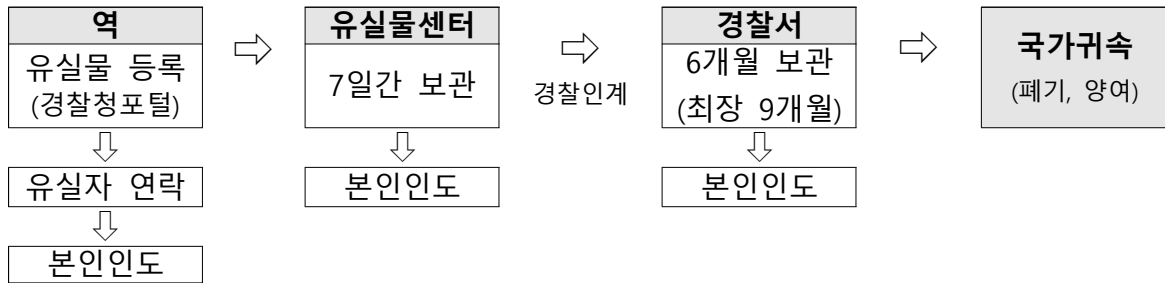 역
유실물 등록
(경찰청포털)
유실자 연락
본인인도
유실물센터
7일간 보관
본인인도
경찰인계
경찰서
6개월 보관
(최장 9개월)
본인인도
국가귀속
(폐기, 양여)